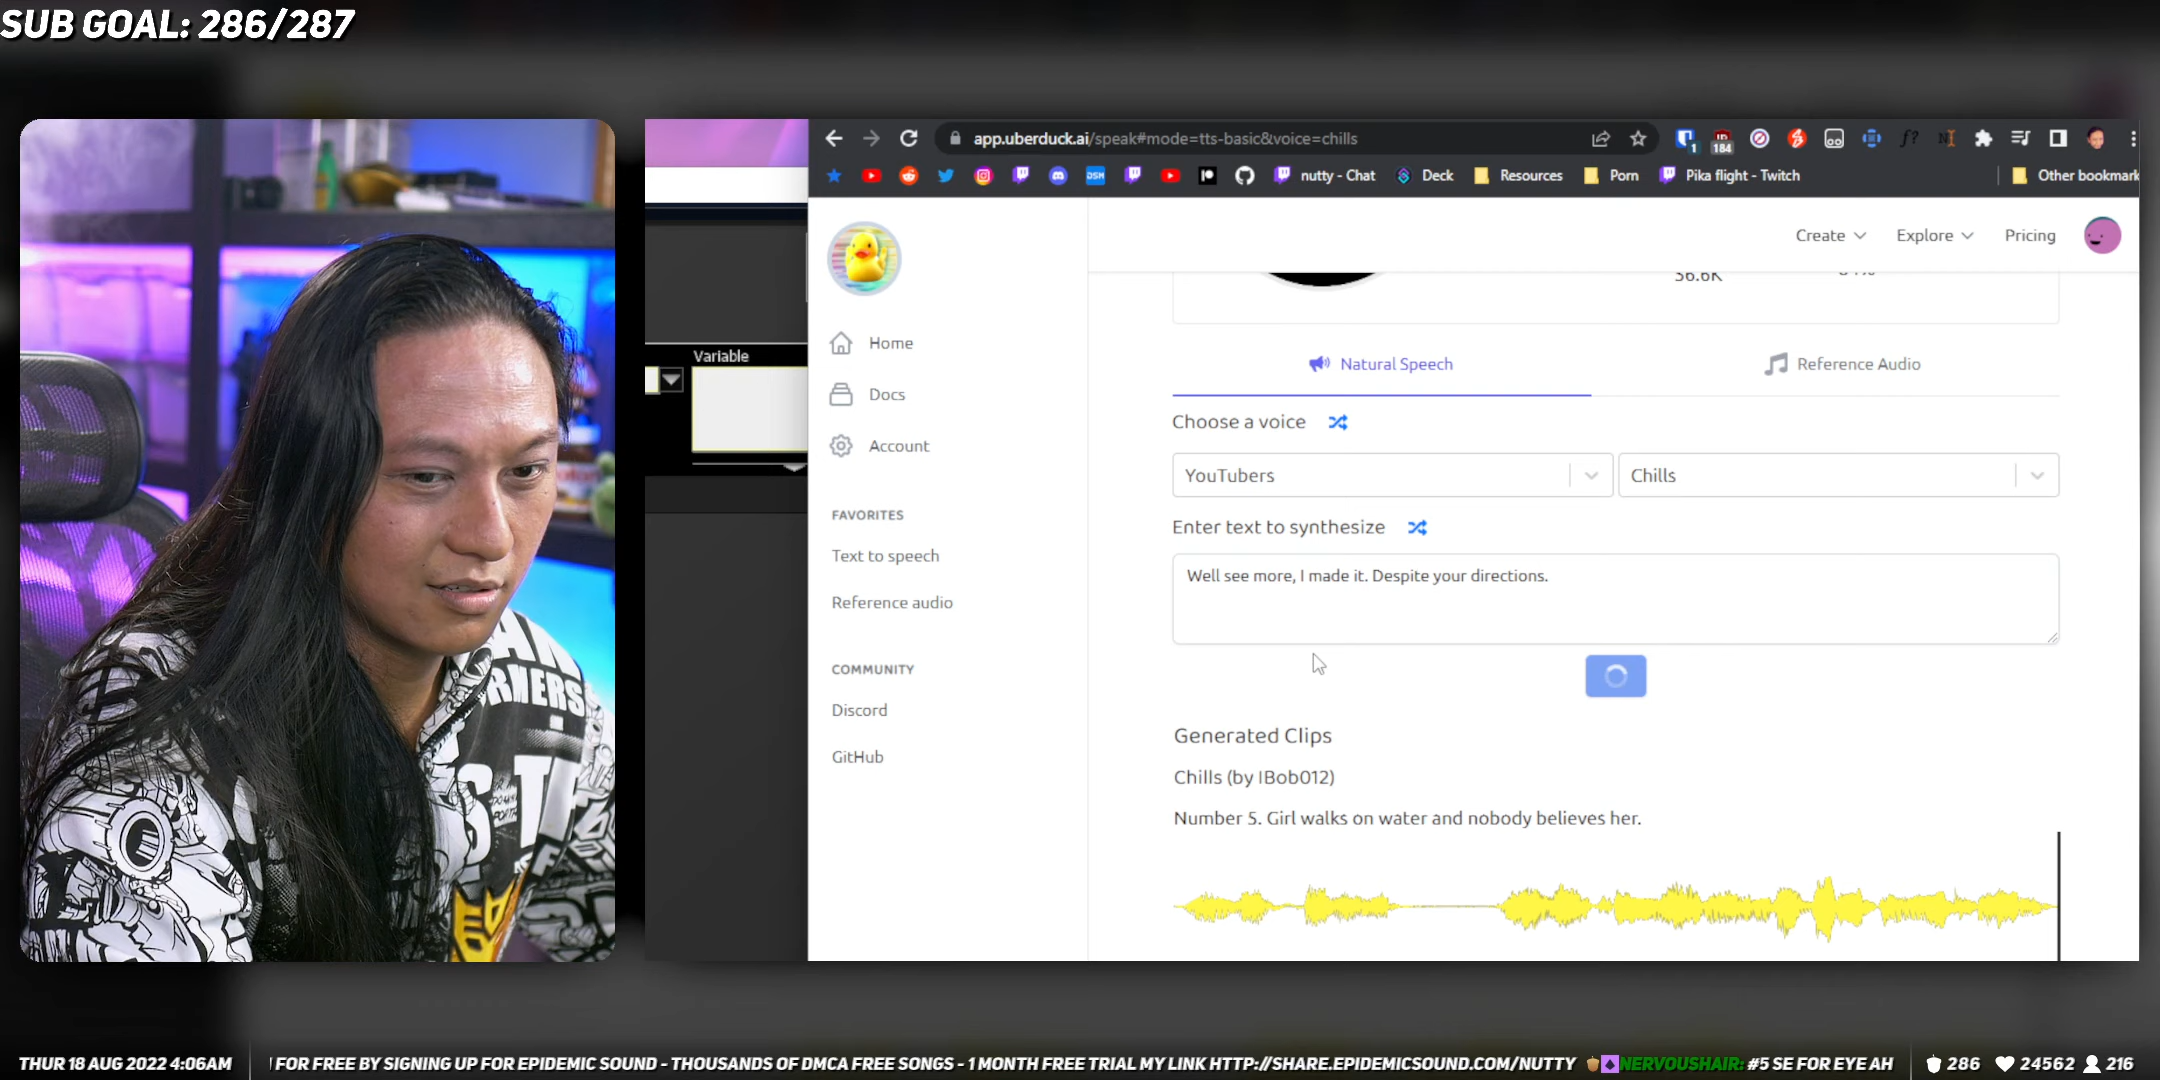 SUB GOAL: 286/287
app.uberduck.ai/speak#mode=tts-basic&voice=chills
1
184
f?
DSM
nutty - Chat
Deck
Resources
Porn
Pika flight - Twitch
Other bookmark
Create
Explore
Pricing
36.6K
Home
Docs
Account
FAVORITES
Text to speech
Reference audio
COMMUNITY
Discord
GitHub
Variable
Natural Speech
Reference Audio
Choose a voice
YouTubers
Chills
Enter text to synthesize
Well see more, I made it. Despite your directions.
Generated Clips
Chills (by IBob012)
Number 5. Girl walks on water and nobody believes her.
THUR 18 AUG 2022 4:06AM
FOR FREE BY SIGNING UP FOR EPIDEMIC SOUND - THOUSANDS OF DMCA FREE SONGS - 1 MONTH FREE TRIAL MY LINK HTTP://SHARE.EPIDEMICSOUND.COM/NUTTY
NERVOUSHAIR: #5 SE FOR EYE AH
286
24562
216